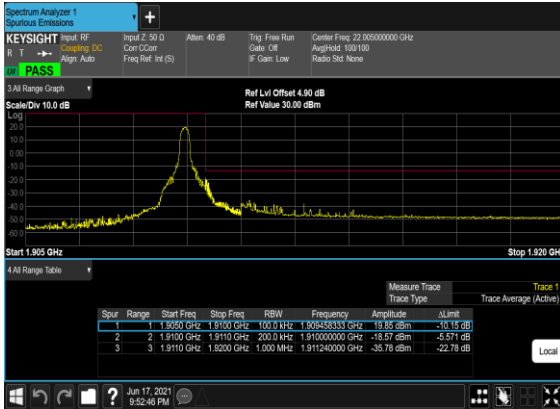 Spectrum Analyzer 1
Spurious Emissions
+
KEYSIGHT
Input: RF
Input Z: 50 Ω
Atten: 40 dB
Trig: Free Run
Center Freq: 22.005000000 GHz
R T
Coupling: DC
Corr CCorr
Gate: Off
Avg|Hold: 100/100
Align: Auto
Freq Ref: Int (S)
IF Gain: Low
Radio Std: None
PASS
3 All Range Graph
Ref Lvl Offset 4.90 dB
Scale/Div 10.0 dB
Ref Value 30.00 dBm
Log
20.0
10.0
0.00
-10.0
-20.0
-30.0
-40.0
-50.0
-60.0
Start 1.905 GHz
Stop 1.920 GH
4 All Range Table
Measure Trace Trace 1
Trace Type Trace Average (Active)
Spur Range Start Freq Stop Freq RBW Frequency Amplitude ΔLimit
1 1 1.9050 GHz 1.9100 GHz 100.0 kHz 1.909458333 GHz 19.85 dBm -10.15 dB
2 2 1.9100 GHz 1.9110 GHz 200.0 kHz 1.910000000 GHz -18.57 dBm -5.571 dB
3 3 1.9110 GHz 1.9200 GHz 1.000 MHz 1.911240000 GHz -35.78 dBm -22.78 dB
Local
?
Jun 17, 2021
9:52:46 PM